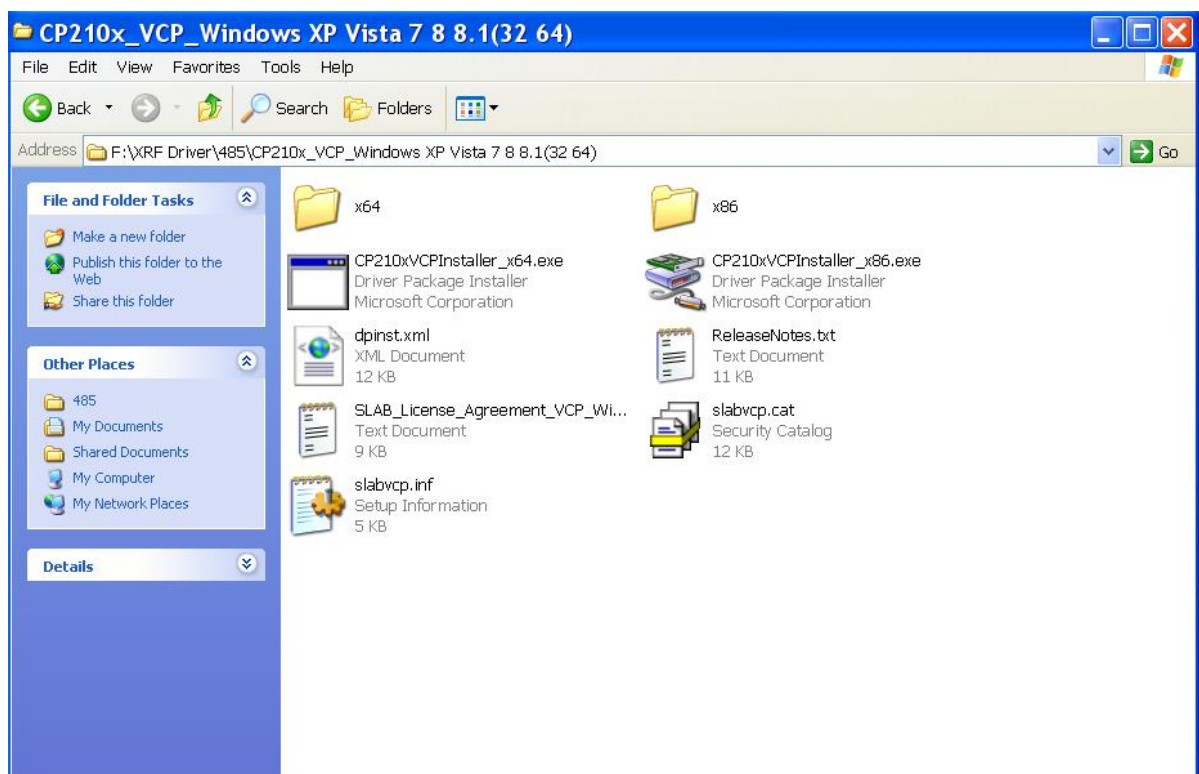 CP210x_VCP_Windows XP Vista 7 8 8.1(32 64)
File Edit View Favorites Tools Help
Back Search Folders
Address F:\XRF Driver\485\CP210x_VCP_Windows XP Vista 7 8 8.1(32 64) Go
File and Folder Tasks
Make a new folder
Publish this folder to the
Web
Share this folder
Other Places
485
My Documents
Shared Documents
My Computer
My Network Places
Details
x64
x86
CP210xVCPInstaller_x64.exe
Driver Package Installer
Microsoft Corporation
CP210xVCPInstaller_x86.exe
Driver Package Installer
Microsoft Corporation
dpinst.xml
XML Document
12 KB
ReleaseNotes.txt
Text Document
11 KB
SLAB_License_Agreement_VCP_Wi...
Text Document
9 KB
slabvcp.cat
Security Catalog
12 KB
slabvcp.inf
Setup Information
5 KB